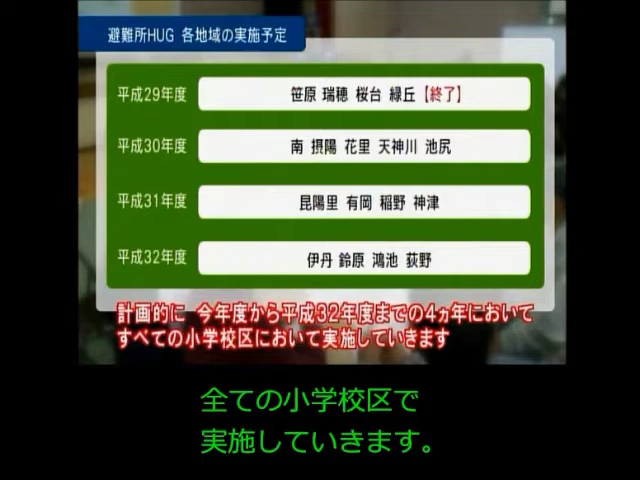 避難所HUG 各地域の実施予定
平成29年度 笹原 瑞穂 桜台 緑丘【終了】
平成30年度 南 摂陽 花里 天神川 池尻
平成31年度 昆陽里 有岡 稲野 神津
平成32年度 伊丹 鈴原 鴻池 荻野
計画的に 今年度から平成32年度までの4ヵ年において
すべての小学校区において実施していきます
全ての小学校区で
実施していきます。